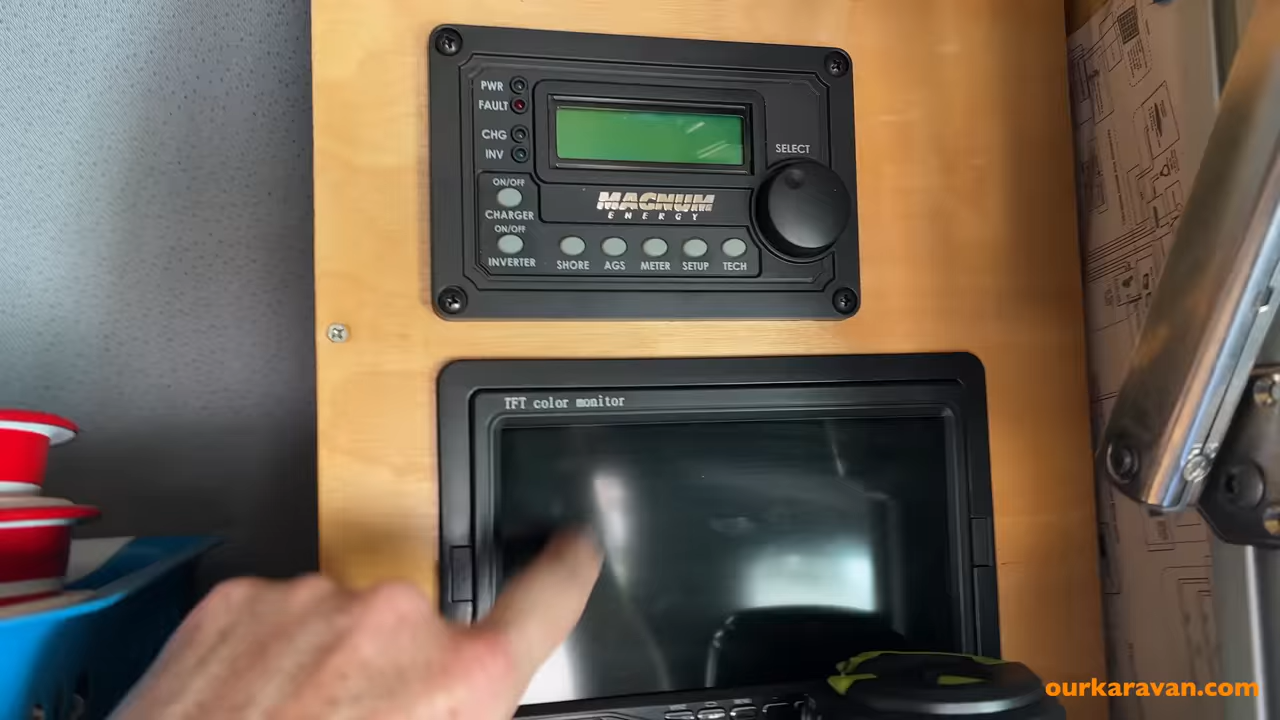 PWR
FAULT
CHG
INV
SELECT
ON/OFF
CHARGER
ON/OFF
INVERTER
MAGNUM
ENERGY
SHORE AGS METER SETUP TECH
TFT color monitor
ourkaravan.com